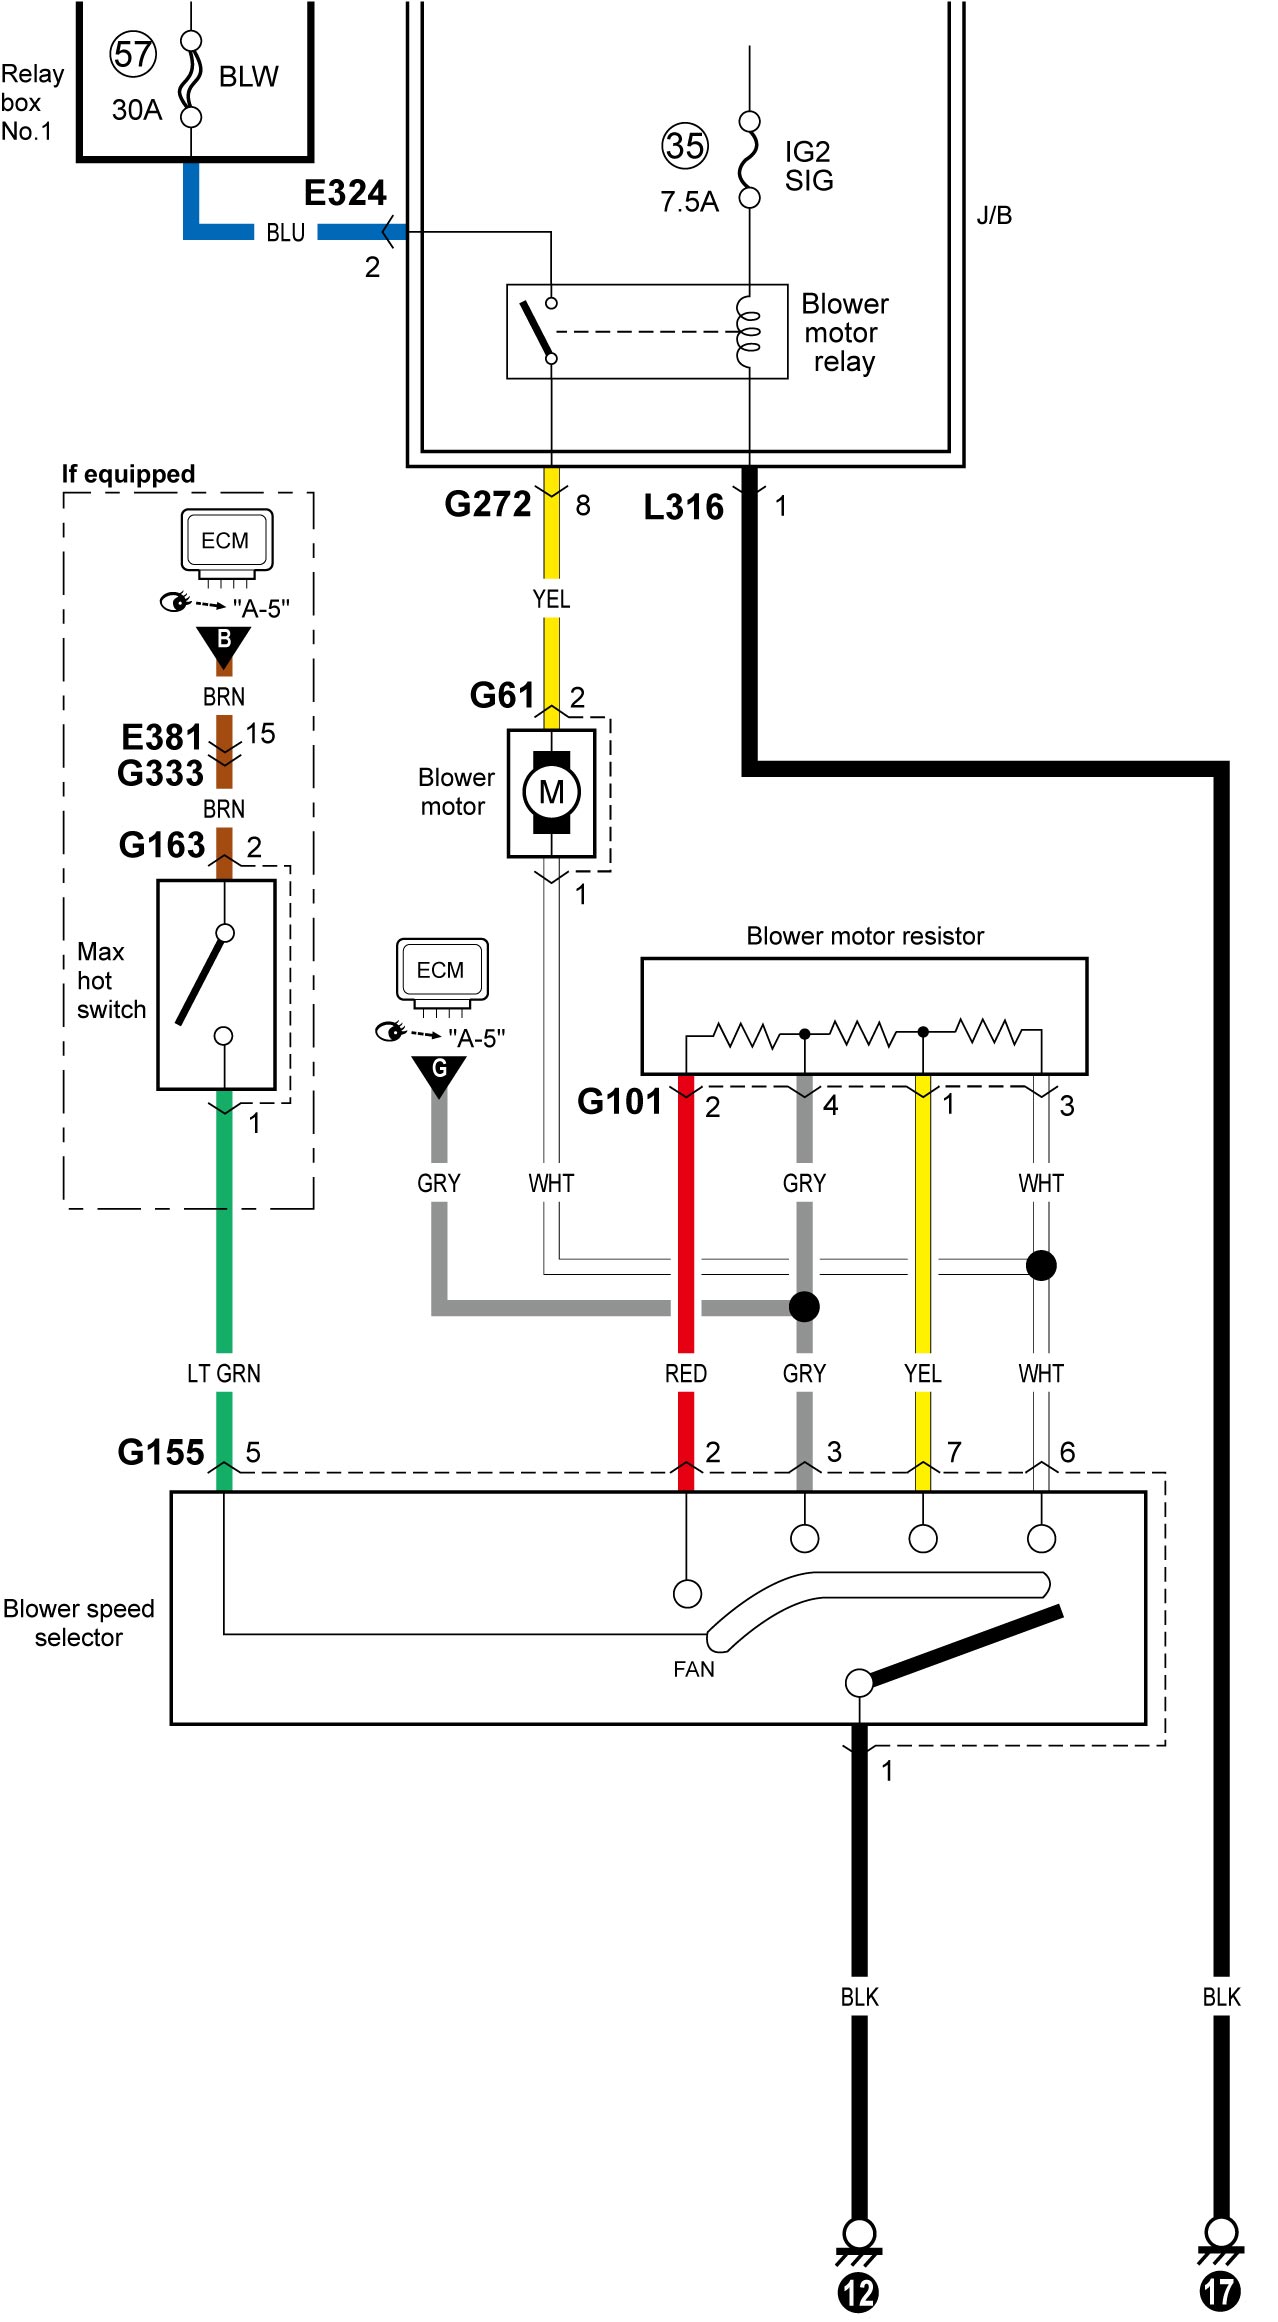 57
BLW
30A
Relay
box
No.1
35
IG2
SIG
7.5A
J/B
E324
BLU
2
Blower
motor
relay
If equipped
ECM
"A-5"
B
BRN
E381
15
G333
BRN
G163
2
Max
hot
switch
1
G272
8
L316
1
YEL
G61
2
Blower
motor
M
1
ECM
"A-5"
G
Blower motor resistor
G101
2
4
1
3
GRY
WHT
GRY
WHT
LT GRN
RED
GRY
YEL
WHT
G155
5
2
3
7
6
Blower speed
selector
FAN
1
BLK
BLK
12
17